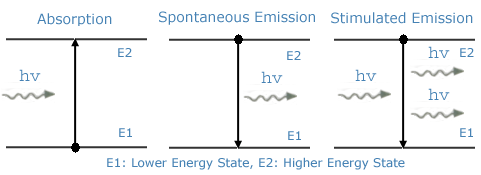 Absorption
E2
hv
E1
Spontaneous Emission
E2
hv
E1
Stimulated Emission
hv
E2
hv
hv
E1
E1: Lower Energy State, E2: Higher Energy State